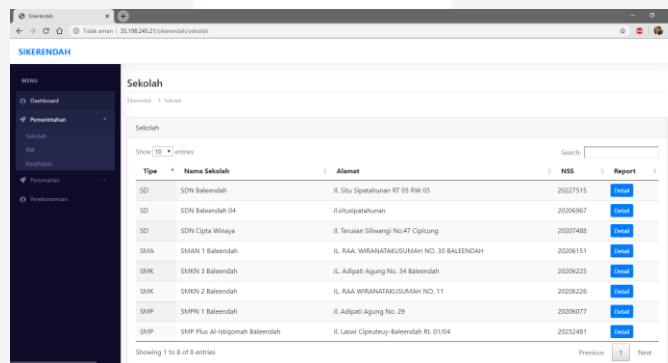 Sikerendah
Tidak aman | 35.198.245.21/sikerendah/sekolah
SIKERENDAH
MENU
Dashboard
Pemerintahan
Sekolah
RW
Kesehatan
Perumahan
Perekonomian
Sekolah
Sikerendah > Sekolah
Sekolah
Show 10 entries
Search:
Tipe Nama Sekolah Alamat NSS Report
SD SDN Baleendah Jl. Situ Sipatahunan RT 05 RW 05 20227515 Detail
SD SDN Baleendah 04 Jl.situsipatahunan 20206967 Detail
SD SDN Cipta Winaya Jl. Terusan Siliwangi No.47 Cipicung 20207488 Detail
SMA SMAN 1 Baleendah JL. RAA. WIRANATAKUSUMAH NO. 30 BALEENDAH 20206151 Detail
SMK SMKN 3 Baleendah JL. Adipati Agung No. 34 Baleendah 20206225 Detail
SMK SMKN 2 Baleendah JL. RAA WIRANATAKUSUMAH NO. 11 20206226 Detail
SMP SMPN 1 Baleendah Jl. Adipati Agung No. 29 20206077 Detail
SMP SMP Plus Al-Istiqomah Baleendah Jl. Laswi Cipeuteuy-Baleendah Rt. 01/04 20252481 Detail
Showing 1 to 8 of 8 entries
Previous 1 Next